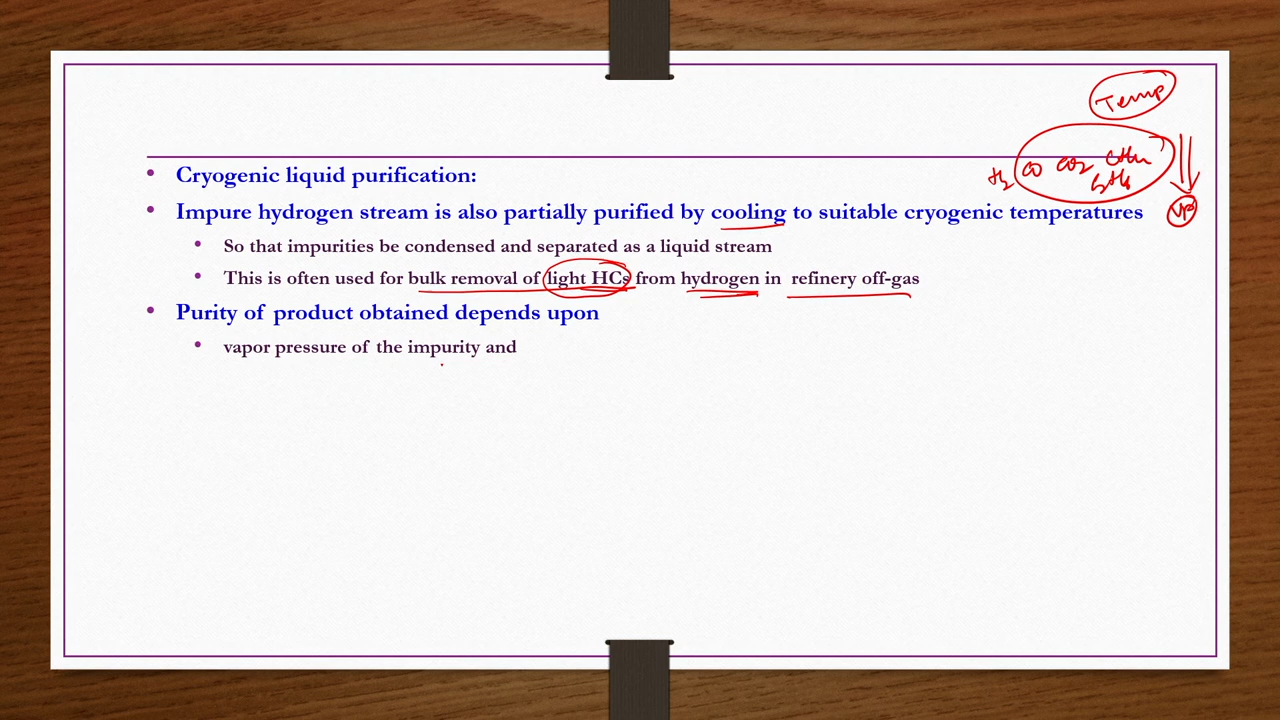 Temp
H2 CO CO2 CH4
C2H6
Cryogenic liquid purification:
Impure hydrogen stream is also partially purified by cooling to suitable cryogenic temperatures
VP
So that impurities be condensed and separated as a liquid stream
This is often used for bulk removal of light HCs from hydrogen in refinery off-gas
Purity of product obtained depends upon
vapor pressure of the impurity and